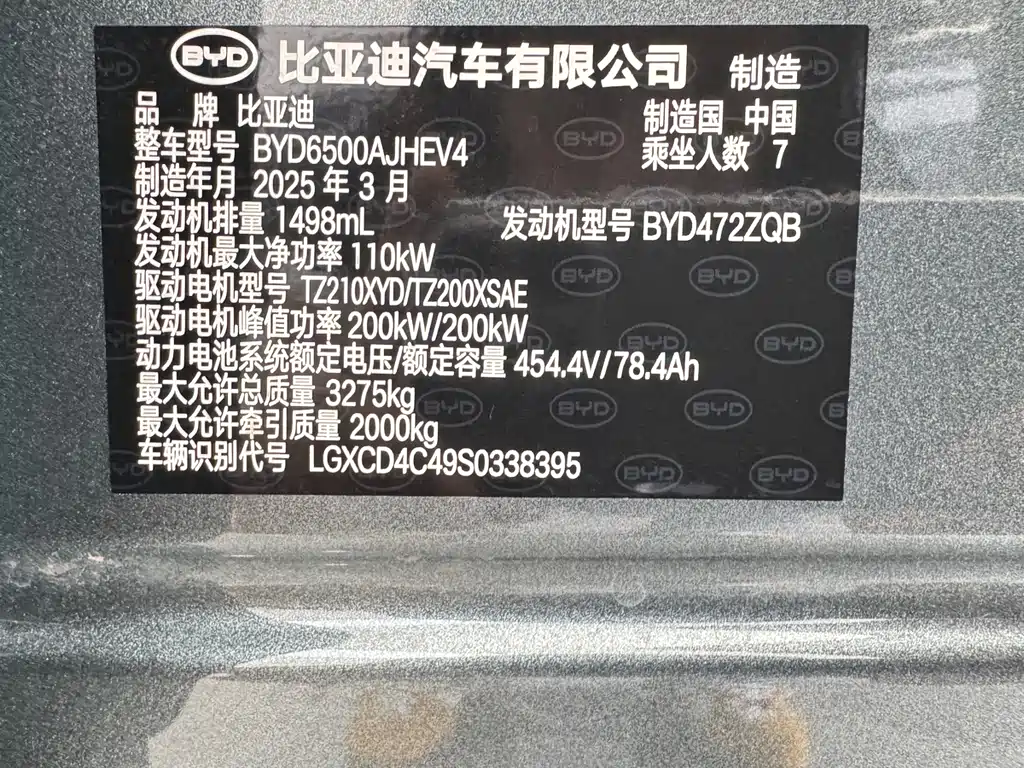 BYD 比亚迪汽车有限公司 制造
品 牌 比亚迪 制造国 中国
整车型号 BYD6500AJHEV4 乘坐人数 7
制造年月 2025 年 3 月
发动机排量 1498mL 发动机型号 BYD472ZQB
发动机最大净功率 110kW
驱动电机型号 TZ210XYD/TZ200XSAE
驱动电机峰值功率 200kW/200kW
动力电池系统额定电压/额定容量 454.4V/78.4Ah
最大允许总质量 3275kg
最大允许牵引质量 2000kg
车辆识别代号 LGXCD4C49S0338395